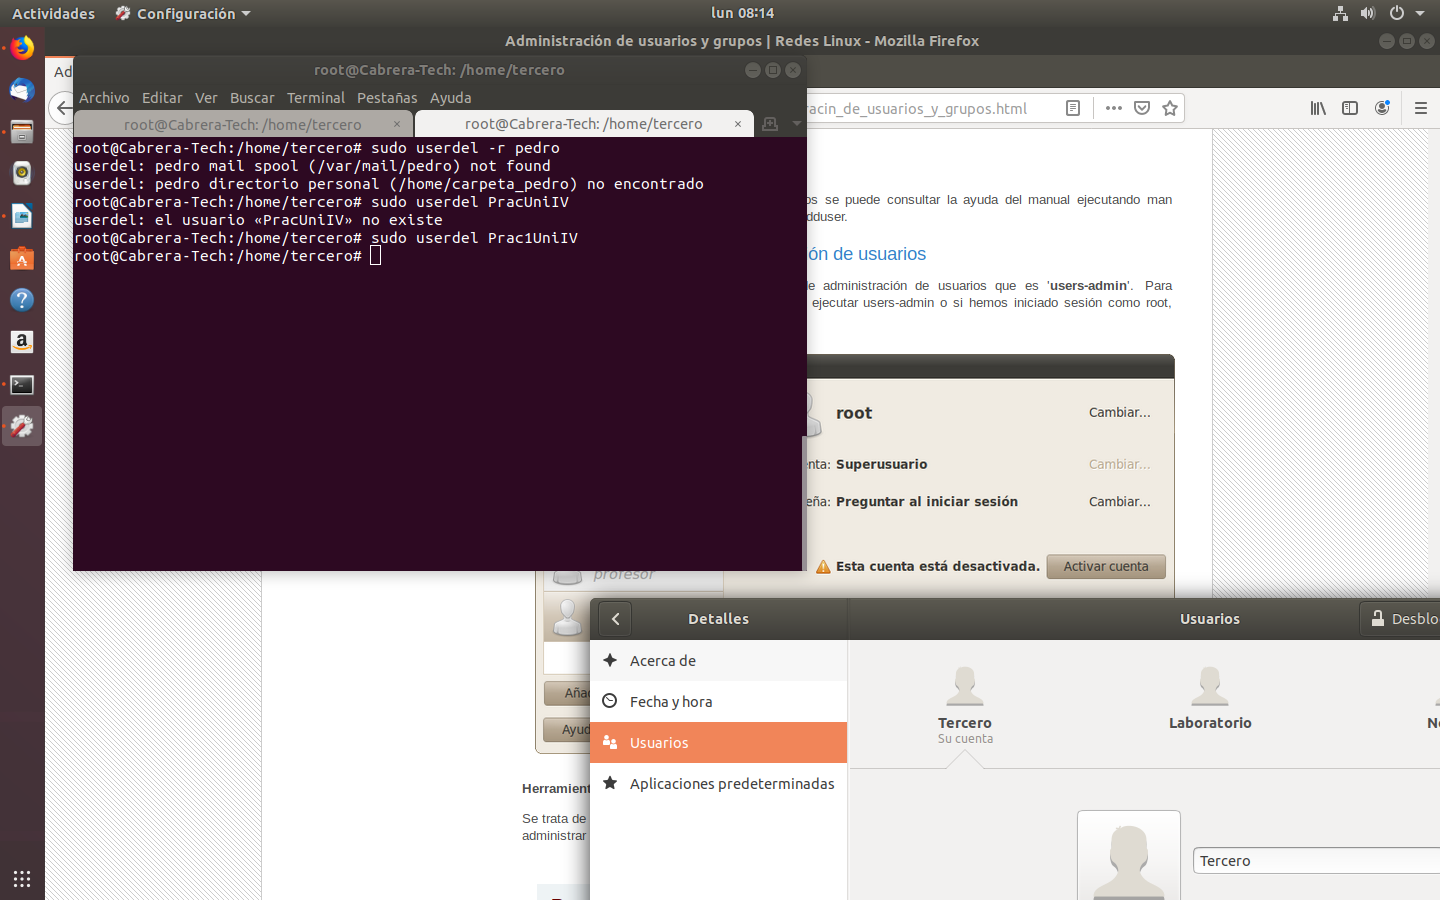 Actividades
Configuración
lun 08:14
Administración de usuarios y grupos | Redes Linux - Mozilla Firefox
root@Cabrera-Tech: /home/tercero
Archivo Editar Ver Buscar Terminal Pestañas Ayuda
root@Cabrera-Tech: /home/tercero
root@Cabrera-Tech: /home/tercero
racin_de_usuarios_y_grupos.html
root@Cabrera-Tech:/home/tercero# sudo userdel -r pedro
userdel: pedro mail spool (/var/mail/pedro) not found
userdel: pedro directorio personal (/home/carpeta_pedro) no encontrado
root@Cabrera-Tech:/home/tercero# sudo userdel PracUniIV
userdel: el usuario «PracUniIV» no existe
root@Cabrera-Tech:/home/tercero# sudo userdel Prac1UniIV
root@Cabrera-Tech:/home/tercero#
os se puede consultar la ayuda del manual ejecutando man
dduser.
ón de usuarios
de administración de usuarios que es 'users-admin'. Para
ejecutar users-admin o si hemos iniciado sesión como root,
root
Cambiar...
enta: Superusuario
Cambiar...
eña: Preguntar al iniciar sesión
Cambiar...
Esta cuenta está desactivada.
Activar cuenta
profesor
Aña
Ayud
Herramient
Se trata de
administrar
Detalles
Usuarios
Desblo
Acerca de
Fecha y hora
Usuarios
Aplicaciones predeterminadas
Tercero
Su cuenta
Laboratorio
Tercero